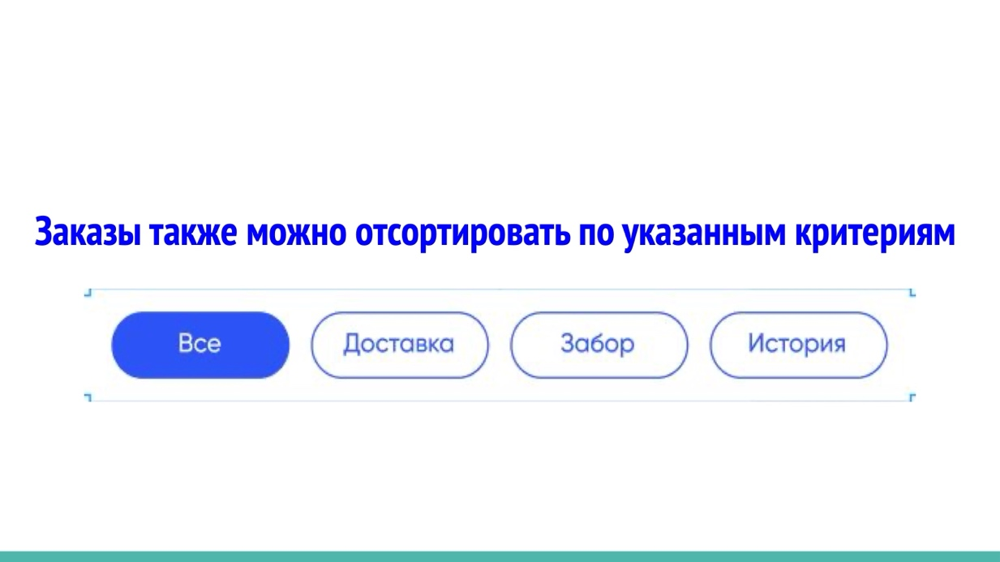 Заказы также можно отсортировать по указанным критериям
Все Доставка Забор История